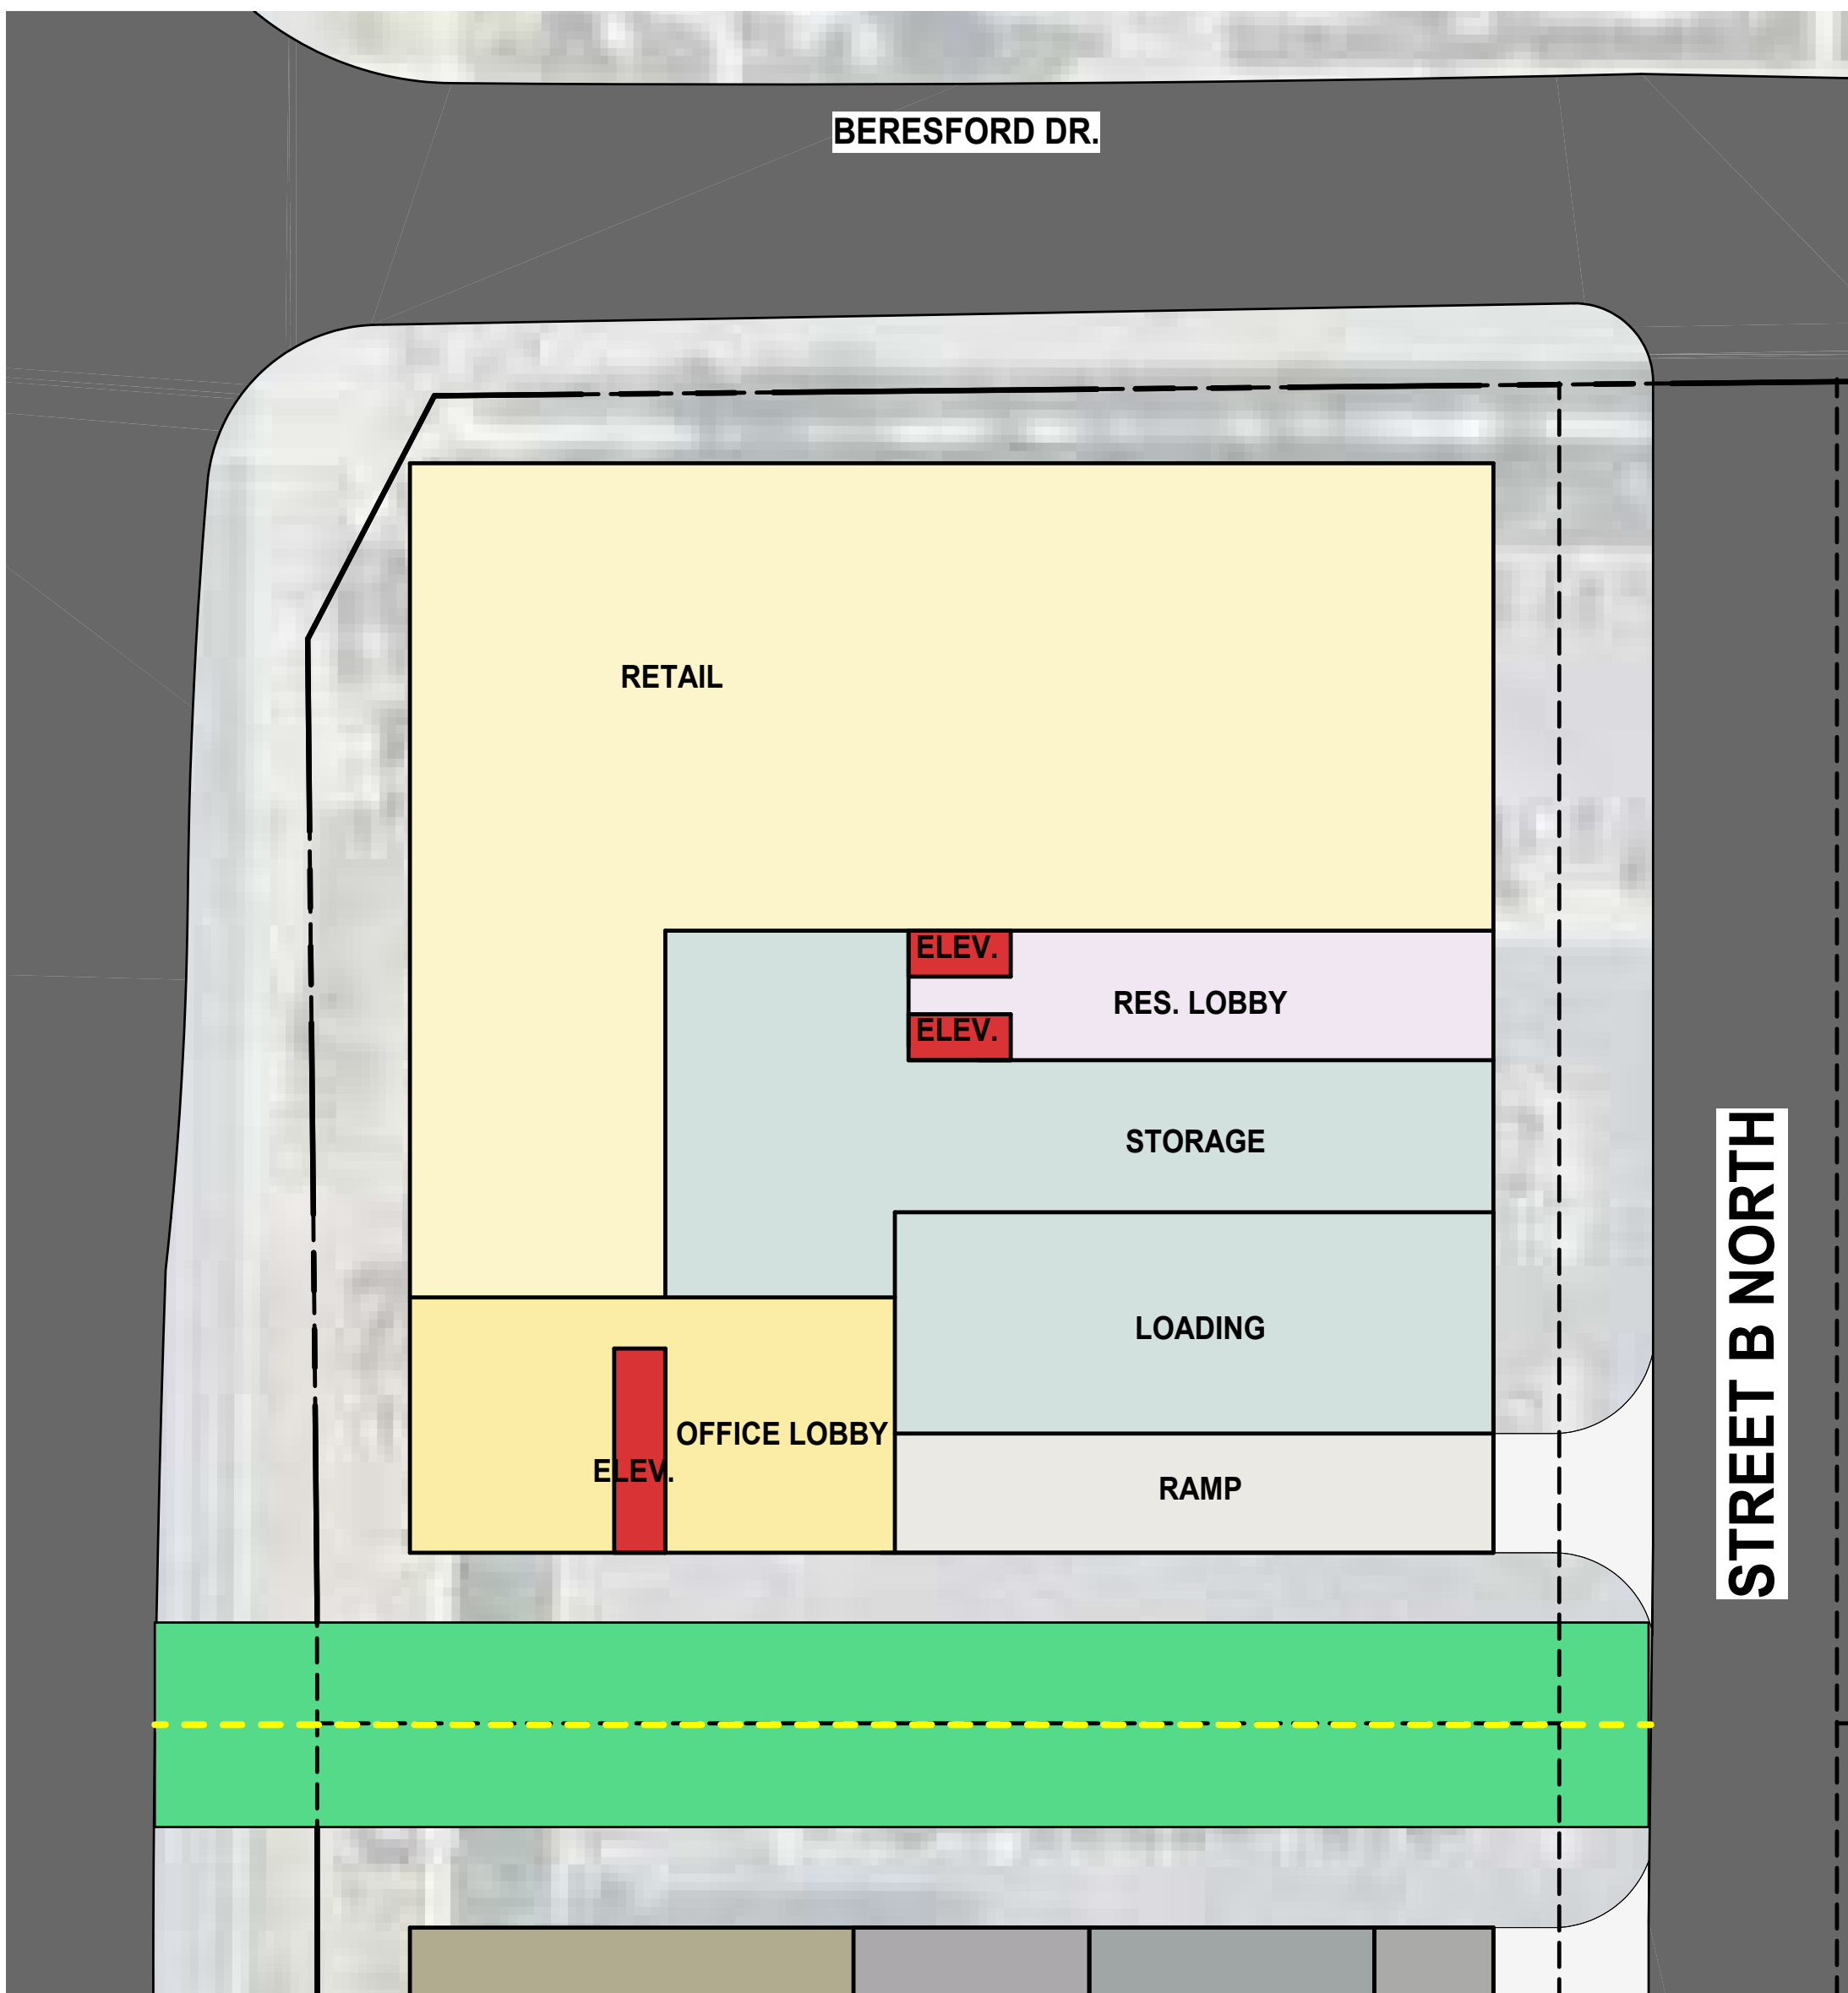 BERESFORD DR.
RETAIL
ELEV.
RES. LOBBY
ELEV.
STORAGE
STREET B NORTH
LOADING
OFFICE LOBBY
ELEV.
RAMP